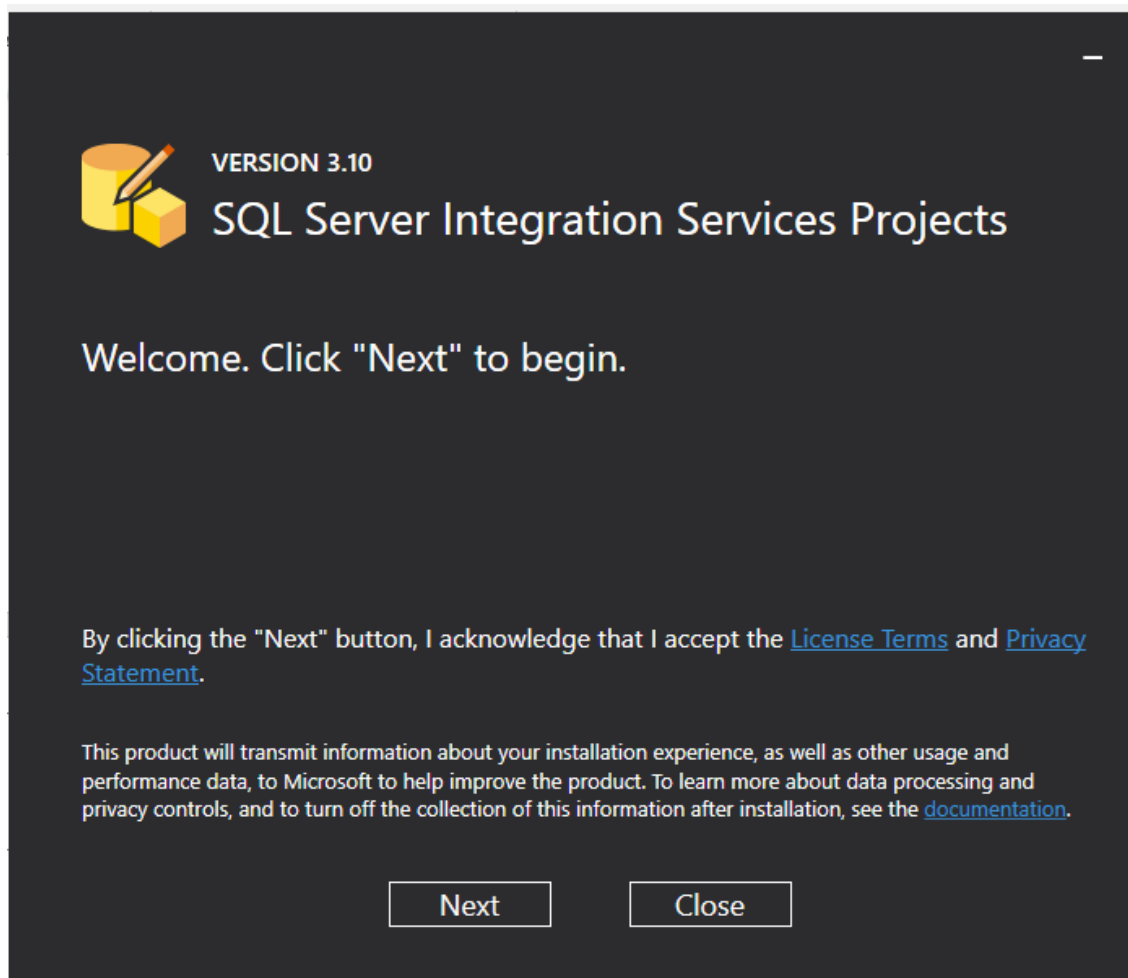 VERSION 3.10
SQL Server Integration Services Projects
Welcome. Click "Next" to begin.
By clicking the "Next" button, I acknowledge that I accept the License Terms and Privacy
Statement.
This product will transmit information about your installation experience, as well as other usage and
performance data, to Microsoft to help improve the product. To learn more about data processing and
privacy controls, and to turn off the collection of this information after installation, see the documentation.
Next
Close